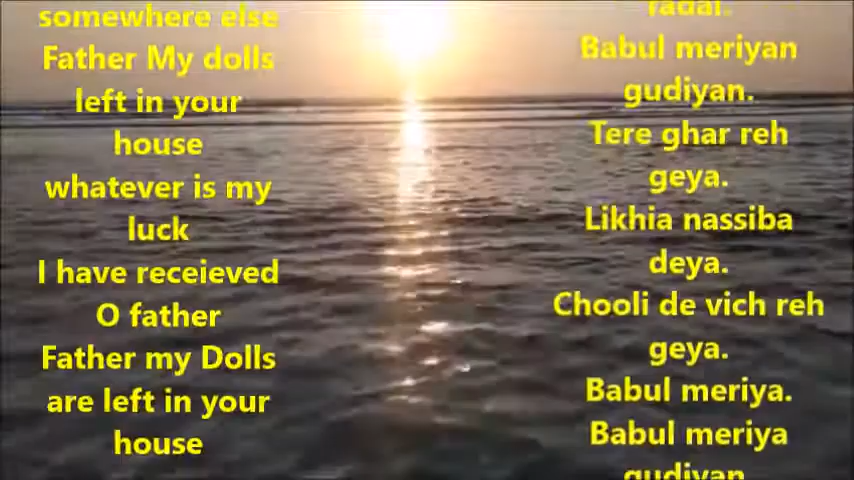 somewhere else
Father My dolls
left in your
house
whatever is my
luck
I have receieved
O father
Father my Dolls
are left in your
house
Babul meriyan
gudiyan.
Tere ghar reh
geya.
Likhia nassiba
deya.
Chooli de vich reh
geya.
Babul meriya.
Babul meriya
gudiyan